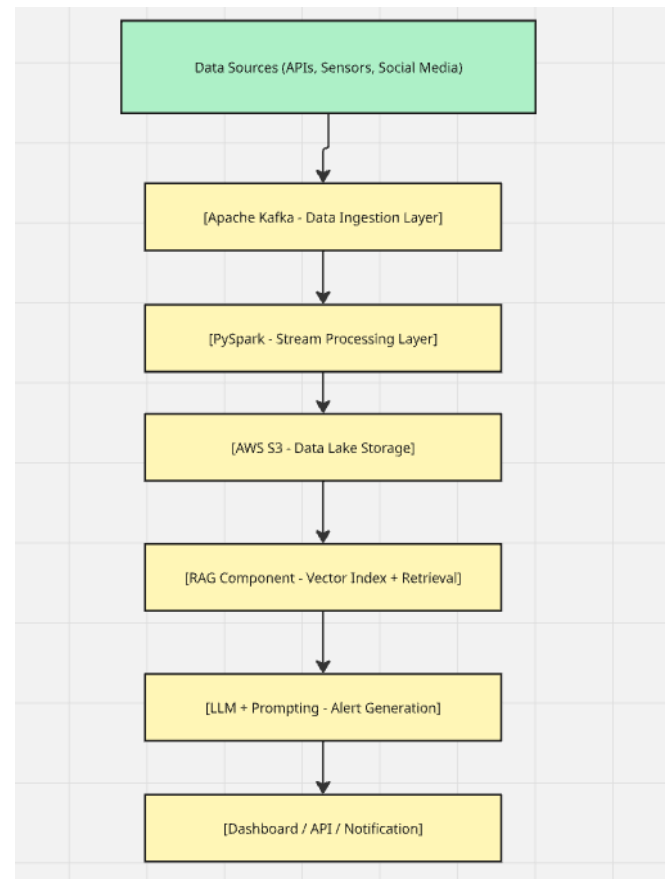 Data Sources (APIs, Sensors, Social Media)
[Apache Kafka - Data Ingestion Layer]
[PySpark - Stream Processing Layer]
[AWS S3 - Data Lake Storage]
[RAG Component - Vector Index + Retrieval]
[LLM + Prompting - Alert Generation]
[Dashboard / API / Notification]